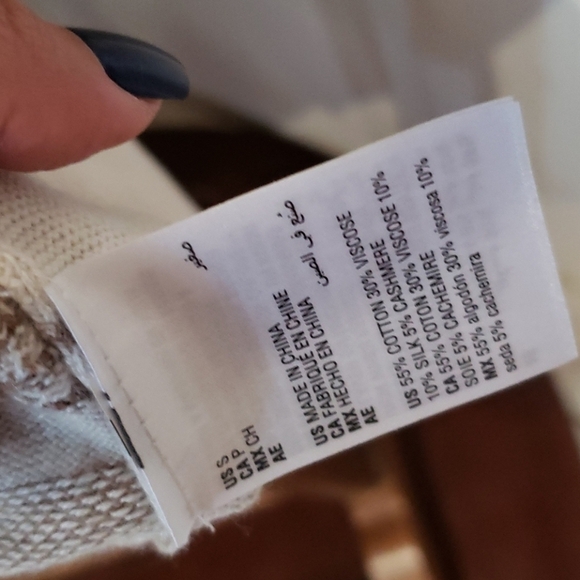 US S
CA P
MX CH
AE صغير
US MADE IN CHINA
CA FABRIQUÉ EN CHINE
MX HECHO EN CHINA
AE صنع في الصين
US 55% COTTON 30% VISCOSE
10% SILK 5% CASHMERE
CA 55% COTON 30% VISCOSE 10%
SOIE 5% CACHEMIRE
MX 55% algodón 30% viscosa 10%
seda 5% cachemira